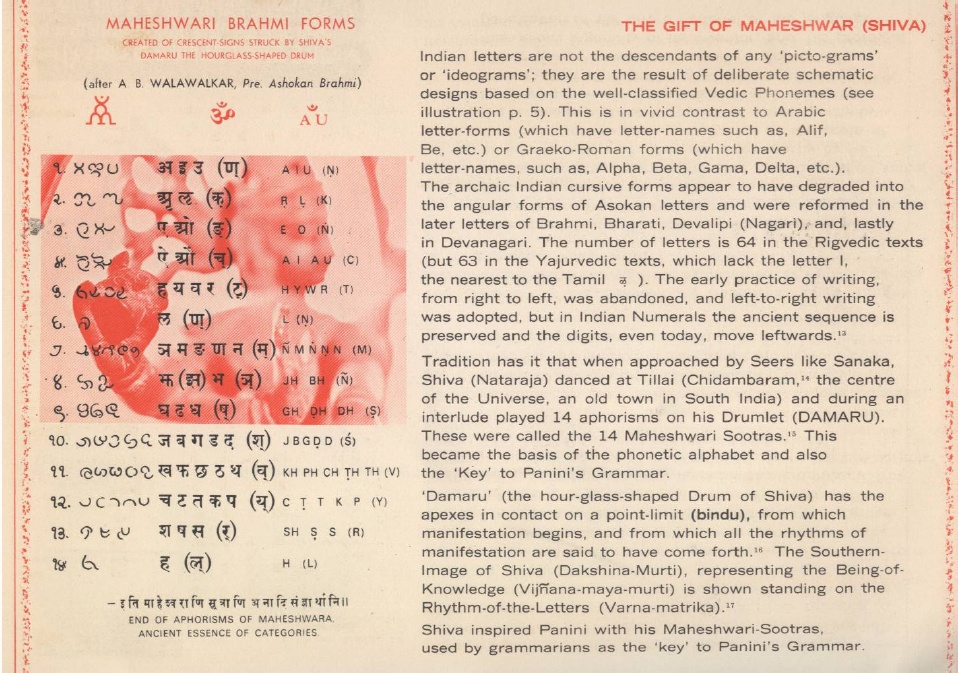 MAHESHWARI BRAHMI FORMS
CREATED OF CRESCENT-SIGNS STRUCK BY SHIVA'S
DAMARU THE HOURGLASS-SHAPED DRUM
(after A. B. WALAWALKAR, Pre. Ashokan Brahmi)
ॐ AU
१. अ इ उ (ण्) A I U (Ṇ)
२. ऋ ऌ (क्) R Ḷ (K)
३. ए ओ (ङ्) E O (Ṅ)
४. ऐ औ (च्) A I A U (C)
५. ह य व र (ट्) H Y W R (T)
६. ल (ण्) L (Ṇ)
७. ञ म ङ ण न (म्) Ñ M Ṅ Ṇ N (M)
४. झ (झ) भ (ञ्) JH BH (Ñ)
९. घ ढ ध (ष्) GH ḌH DH (Ṣ)
१०. ज ब ग ड द (श्) J B G Ḍ D (Ś)
११. ख फ छ ठ थ (व्) KH PH CH ṬH TH (V)
१२. च ट त क प (य्) C Ṭ T K P (Y)
१३. श ष स (र्) SH Ṣ S (R)
१४ ह (ल्) H (L)
– इति माहेश्वराणि सूत्राणि अनादि संज्ञार्थानि॥
END OF APHORISMS OF MAHESHWARA.
ANCIENT ESSENCE OF CATEGORIES.
THE GIFT OF MAHESHWAR (SHIVA)
Indian letters are not the descendants of any 'picto-grams'
or 'ideograms'; they are the result of deliberate schematic
designs based on the well-classified Vedic Phonemes (see
illustration p. 5). This is in vivid contrast to Arabic
letter-forms (which have letter-names such as, Alif,
Be, etc.) or Graeko-Roman forms (which have
letter-names, such as, Alpha, Beta, Gama, Delta, etc.).
The archaic Indian cursive forms appear to have degraded into
the angular forms of Asokan letters and were reformed in the
later letters of Brahmi, Bharati, Devalipi (Nagari), and, lastly
in Devanagari. The number of letters is 64 in the Rigvedic texts
(but 63 in the Yajurvedic texts, which lack the letter l,
the nearest to the Tamil ). The early practice of writing,
from right to left, was abandoned, and left-to-right writing
was adopted, but in Indian Numerals the ancient sequence is
preserved and the digits, even today, move leftwards.¹³
Tradition has it that when approached by Seers like Sanaka,
Shiva (Nataraja) danced at Tillai (Chidambaram,¹⁴ the centre
of the Universe, an old town in South India) and during an
interlude played 14 aphorisms on his Drumlet (DAMARU).
These were called the 14 Maheshwari Sootras.¹⁵ This
became the basis of the phonetic alphabet and also
the 'Key' to Panini's Grammar.
'Damaru' (the hour-glass-shaped Drum of Shiva) has the
apexes in contact on a point-limit (bindu), from which
manifestation begins, and from which all the rhythms of
manifestation are said to have come forth.¹⁶ The Southern-
Image of Shiva (Dakshina-Murti), representing the Being-of-
Knowledge (Vijñana-maya-murti) is shown standing on the
Rhythm-of-the-Letters (Varna-matrika).¹⁷
Shiva inspired Panini with his Maheshwari-Sootras,
used by grammarians as the 'key' to Panini's Grammar.